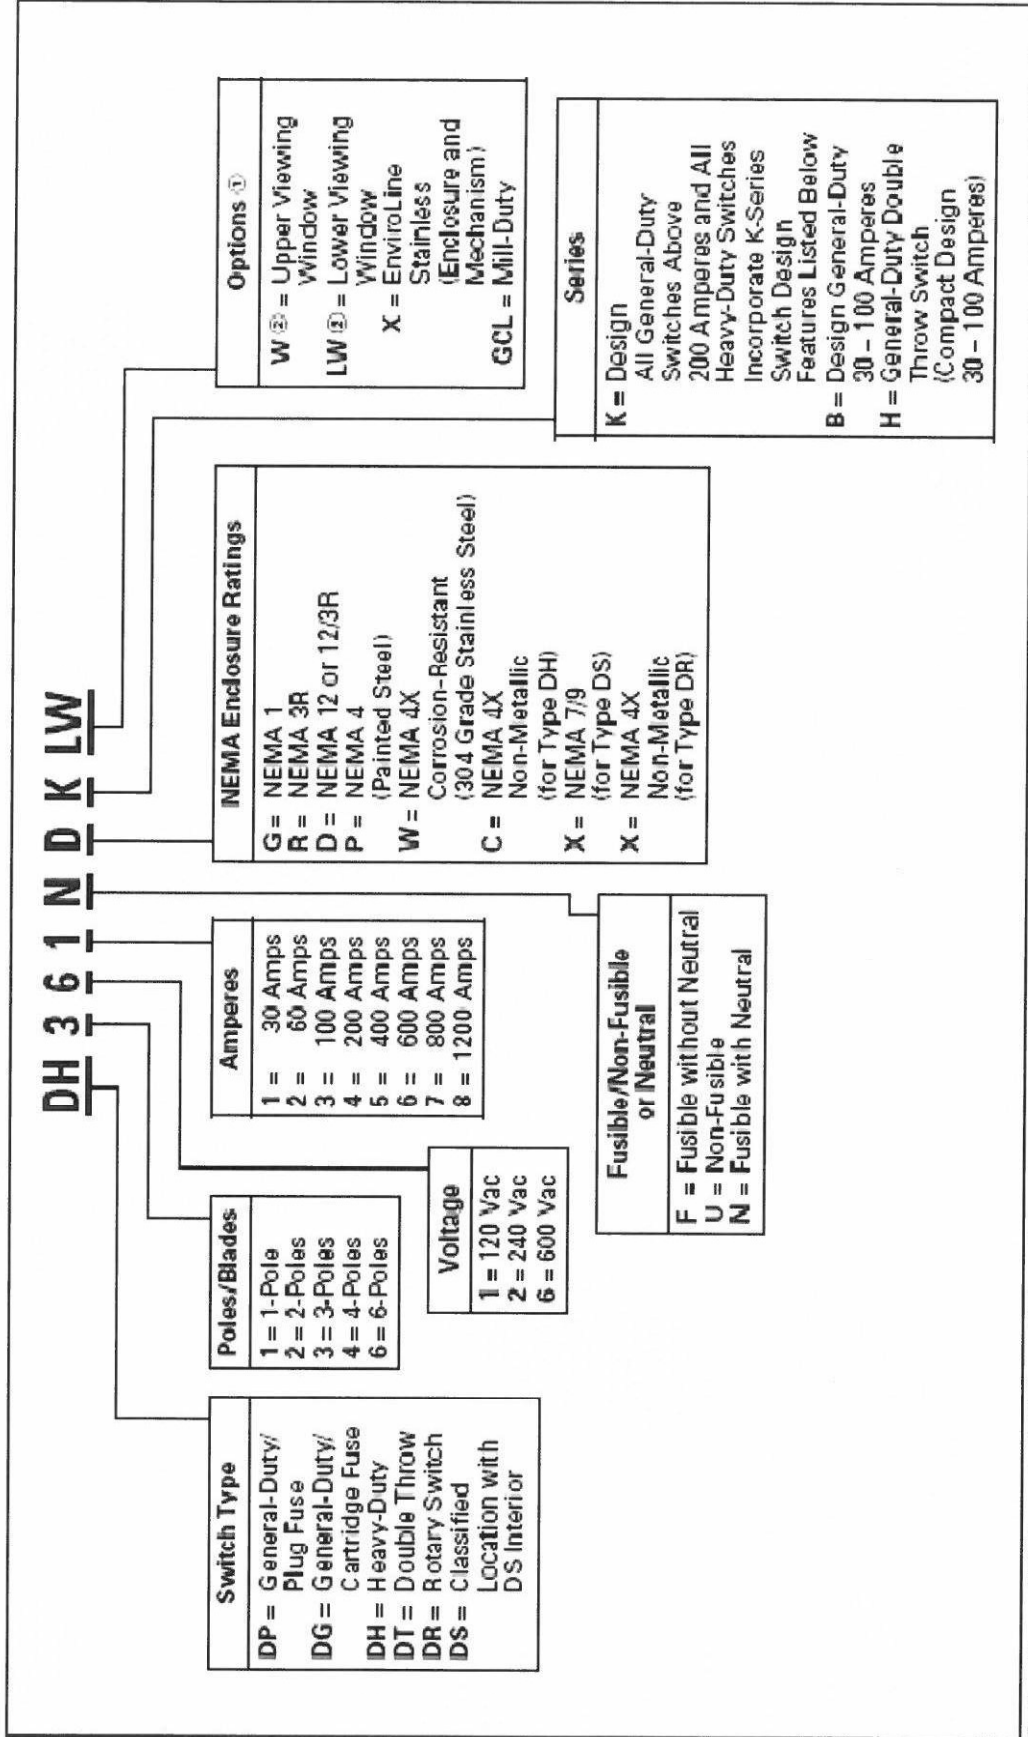 DH 3 6 1 N D K LW
Switch Type
DP = General-Duty/
Plug Fuse
DG = General-Duty/
Cartridge Fuse
DH = Heavy-Duty
DT = Double Throw
DR = Rotary Switch
DS = Classified
Location with
DS Interior
Poles/Blades
1 = 1-Pole
2 = 2-Poles
3 = 3-Poles
4 = 4-Poles
6 = 6-Poles
Voltage
1 = 120 Vac
2 = 240 Vac
6 = 600 Vac
Amperes
1 = 30 Amps
2 = 60 Amps
3 = 100 Amps
4 = 200 Amps
5 = 400 Amps
6 = 600 Amps
7 = 800 Amps
8 = 1200 Amps
Fusible/Non-Fusible
or Neutral
F = Fusible without Neutral
U = Non-Fusible
N = Fusible with Neutral
NEMA Enclosure Ratings
G = NEMA 1
R = NEMA 3R
D = NEMA 12 or 12/3R
P = NEMA 4
(Painted Steel)
W = NEMA 4X
Corrosion-Resistant
(304 Grade Stainless Steel)
C = NEMA 4X
Non-Metallic
(for Type DH)
X = NEMA 7/9
(for Type DS)
X = NEMA 4X
Non-Metallic
(for Type DR)
Options ①
W ② = Upper Viewing
Window
LW ② = Lower Viewing
Window
X = EnviroLine
Stainless
(Enclosure and
Mechanism)
GCL = Mill-Duty
Series
K = Design
All General-Duty
Switches Above
200 Amperes and All
Heavy-Duty Switches
Incorporate K-Series
Switch Design
Features Listed Below
B = Design General-Duty
30 – 100 Amperes
H = General-Duty Double
Throw Switch
(Compact Design
30 – 100 Amperes)